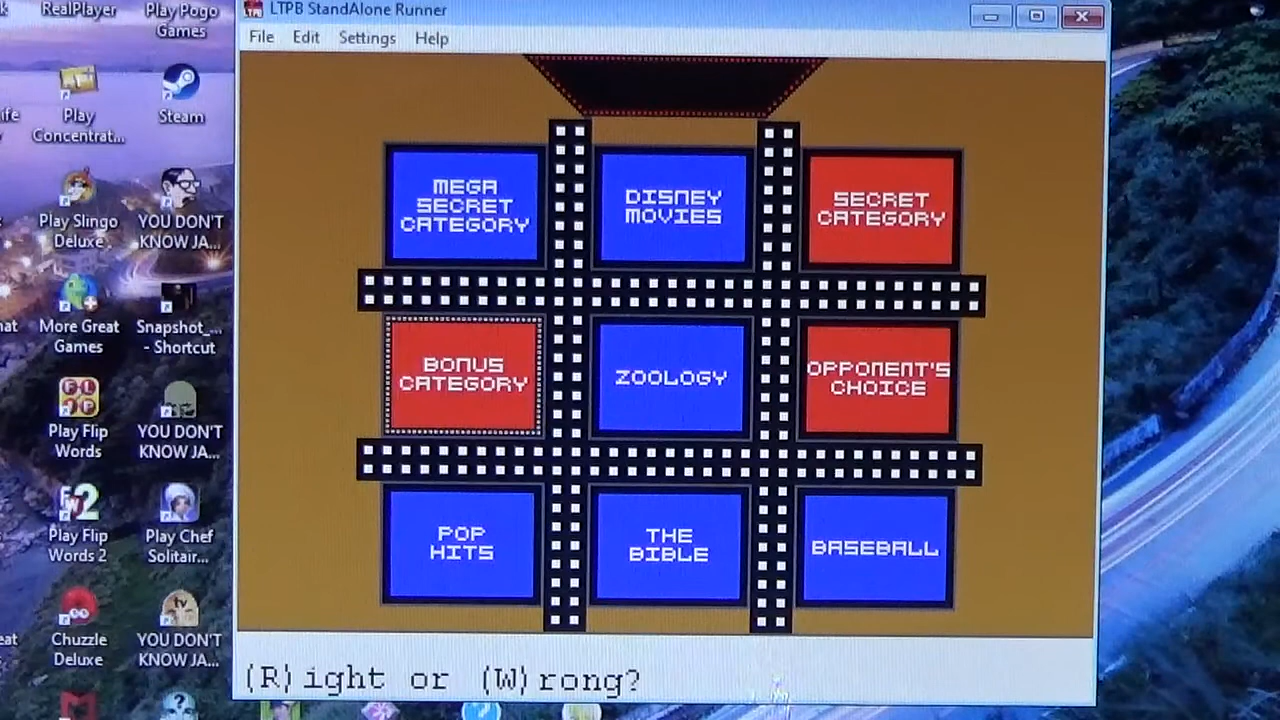 RealPlayer
Play Pogo
Games
Play
Concentrat...
Steam
Play Slingo
Deluxe
YOU DON'T
KNOW JA...
More Great
Games
Snapshot_...
- Shortcut
Play Flip
Words
YOU DON'T
KNOW JA...
Play Flip
Words 2
Play Chef
Solitair...
Chuzzle
Deluxe
YOU DON'T
KNOW JA...
LTPB StandAlone Runner
File Edit Settings Help
MEGA
SECRET
CATEGORY
DISNEY
MOVIES
SECRET
CATEGORY
BONUS
CATEGORY
ZOOLOGY
OPPONENT'S
CHOICE
POP
HITS
THE
BIBLE
BASEBALL
(R)ight or (W)rong?